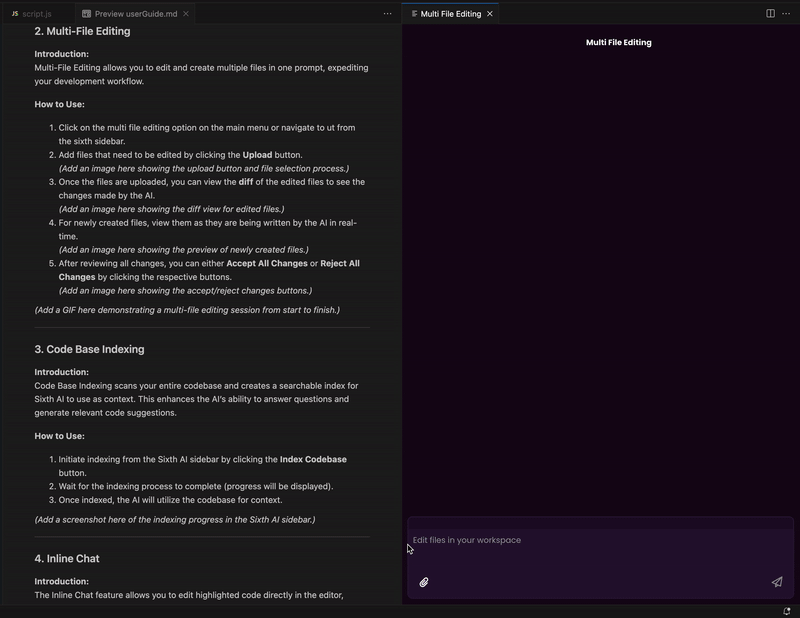 JS script.js
Preview userGuide.md
Multi File Editing
2. Multi-File Editing
Introduction:
Multi-File Editing allows you to edit and create multiple files in one prompt, expediting
your development workflow.
How to Use:
1. Click on the multi file editing option on the main menu or navigate to ut from
the sixth sidebar.
2. Add files that need to be edited by clicking the Upload button.
(Add an image here showing the upload button and file selection process.)
3. Once the files are uploaded, you can view the diff of the edited files to see the
changes made by the AI.
(Add an image here showing the diff view for edited files.)
4. For newly created files, view them as they are being written by the AI in real-
time.
(Add an image here showing the preview of newly created files.)
5. After reviewing all changes, you can either Accept All Changes or Reject All
Changes by clicking the respective buttons.
(Add an image here showing the accept/reject changes buttons.)
(Add a GIF here demonstrating a multi-file editing session from start to finish.)
3. Code Base Indexing
Introduction:
Code Base Indexing scans your entire codebase and creates a searchable index for
Sixth AI to use as context. This enhances the AI's ability to answer questions and
generate relevant code suggestions.
How to Use:
1. Initiate indexing from the Sixth AI sidebar by clicking the Index Codebase
button.
2. Wait for the indexing process to complete (progress will be displayed).
3. Once indexed, the AI will utilize the codebase for context.
(Add a screenshot here of the indexing progress in the Sixth AI sidebar.)
4. Inline Chat
Introduction:
The Inline Chat feature allows you to edit highlighted code directly in the editor,
Multi File Editing
Edit files in your workspace